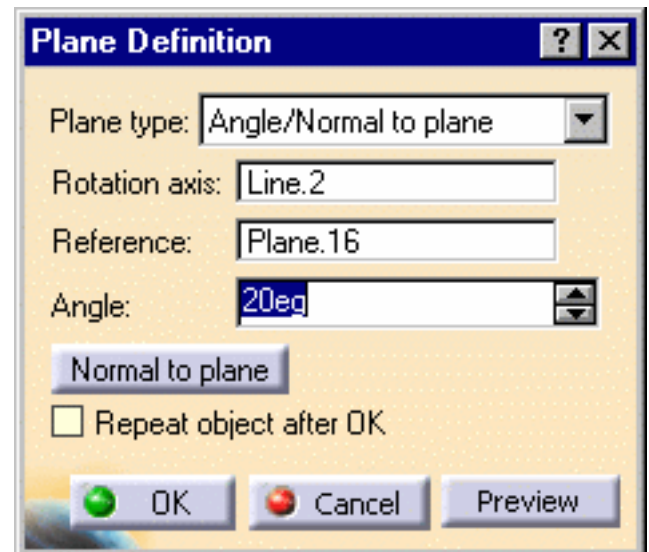 Plane Definition ? ×
Plane type: Angle/Normal to plane
Rotation axis: Line.2
Reference: Plane.16
Angle: 20eg
Normal to plane
Repeat object after OK
OK Cancel Preview